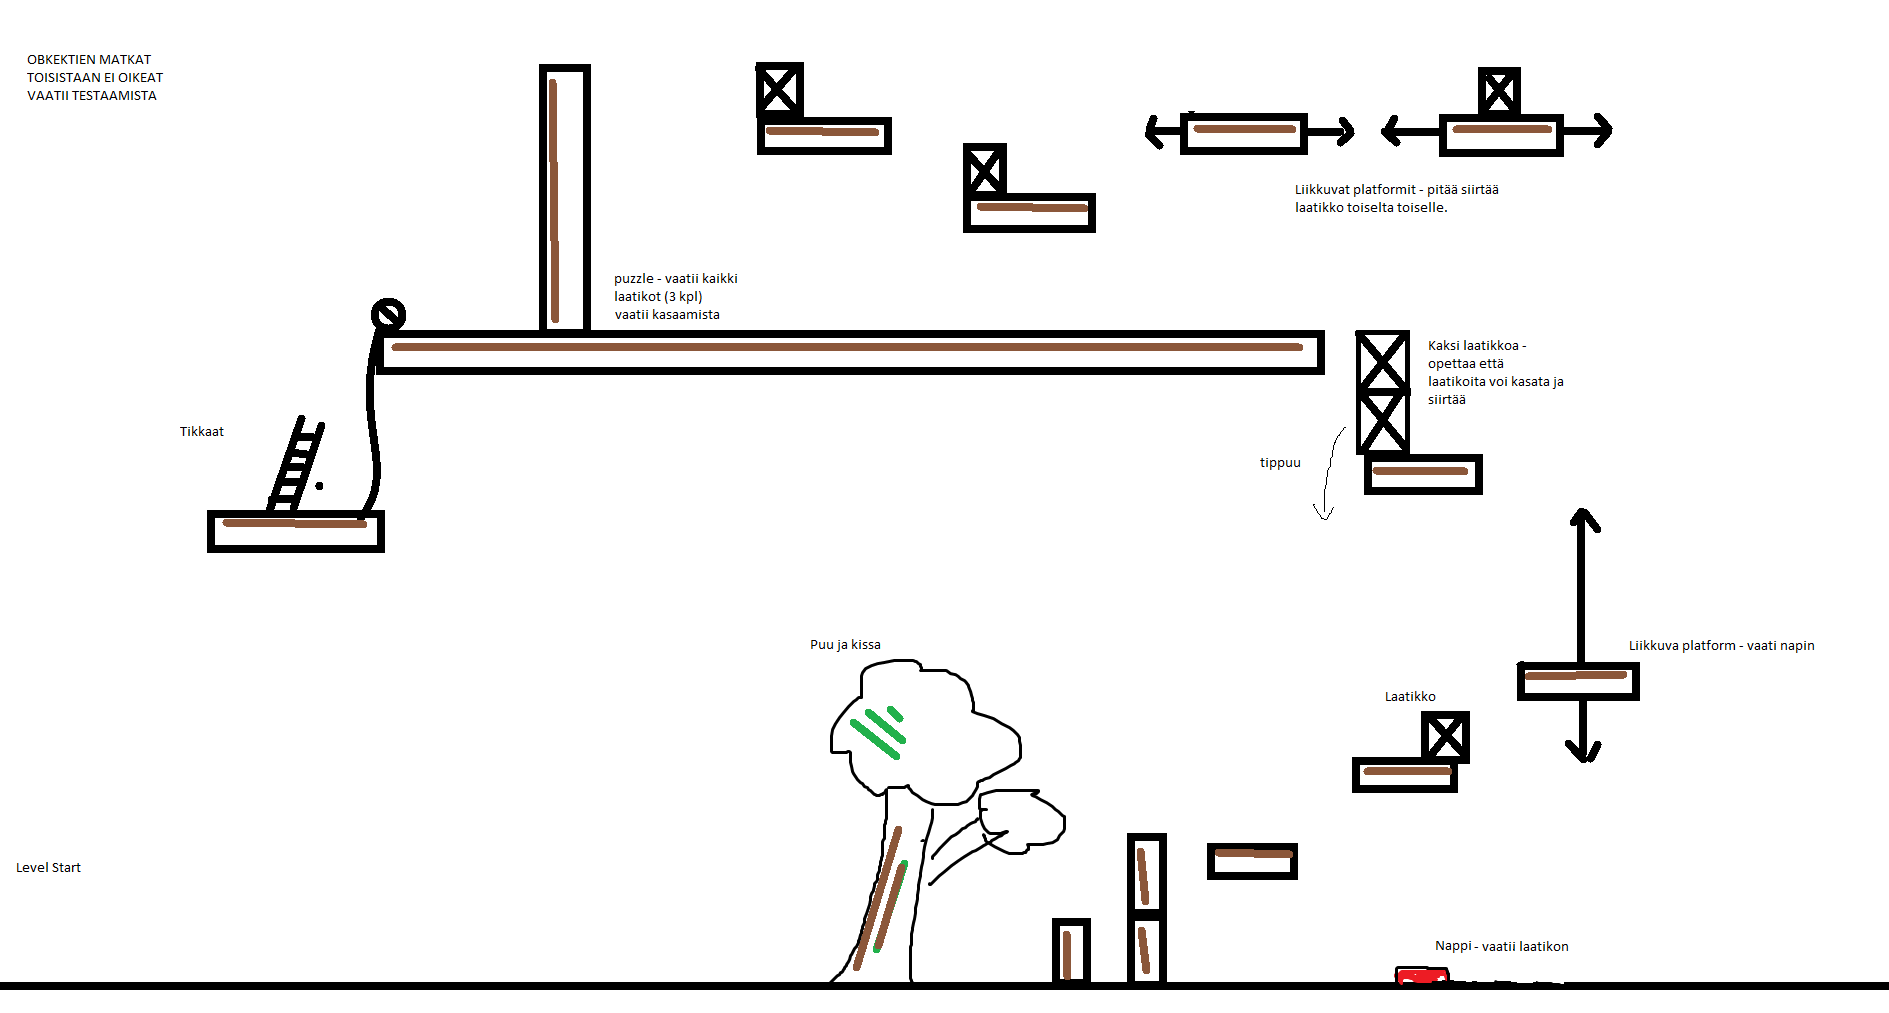 OBKEKTIEN MATKAT
TOISISTAAN EI OIKEAT
VAATII TESTAAMISTA
Liikkuvat platformit - pitää siirtää
laatikko toiselta toiselle.
puzzle - vaatii kaikki
laatikot (3 kpl)
vaatii kasaamista
Kaksi laatikkoa -
opettaa että
laatikoita voi kasata ja
siirtää
Tikkaat
tippuu
Puu ja kissa
Liikkuva platform - vaati napin
Laatikko
Level Start
Nappi - vaatii laatikon